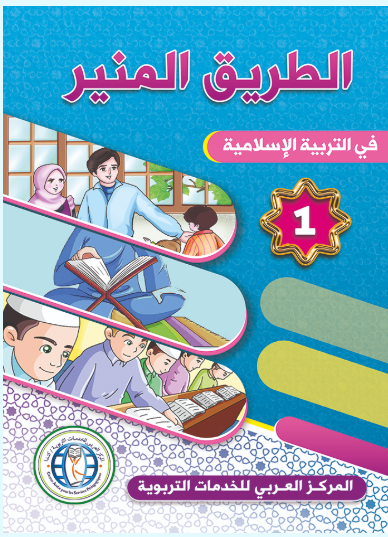 الطريق المنير
في التربية الإسلامية
1
المركز العربي للخدمات التربوية